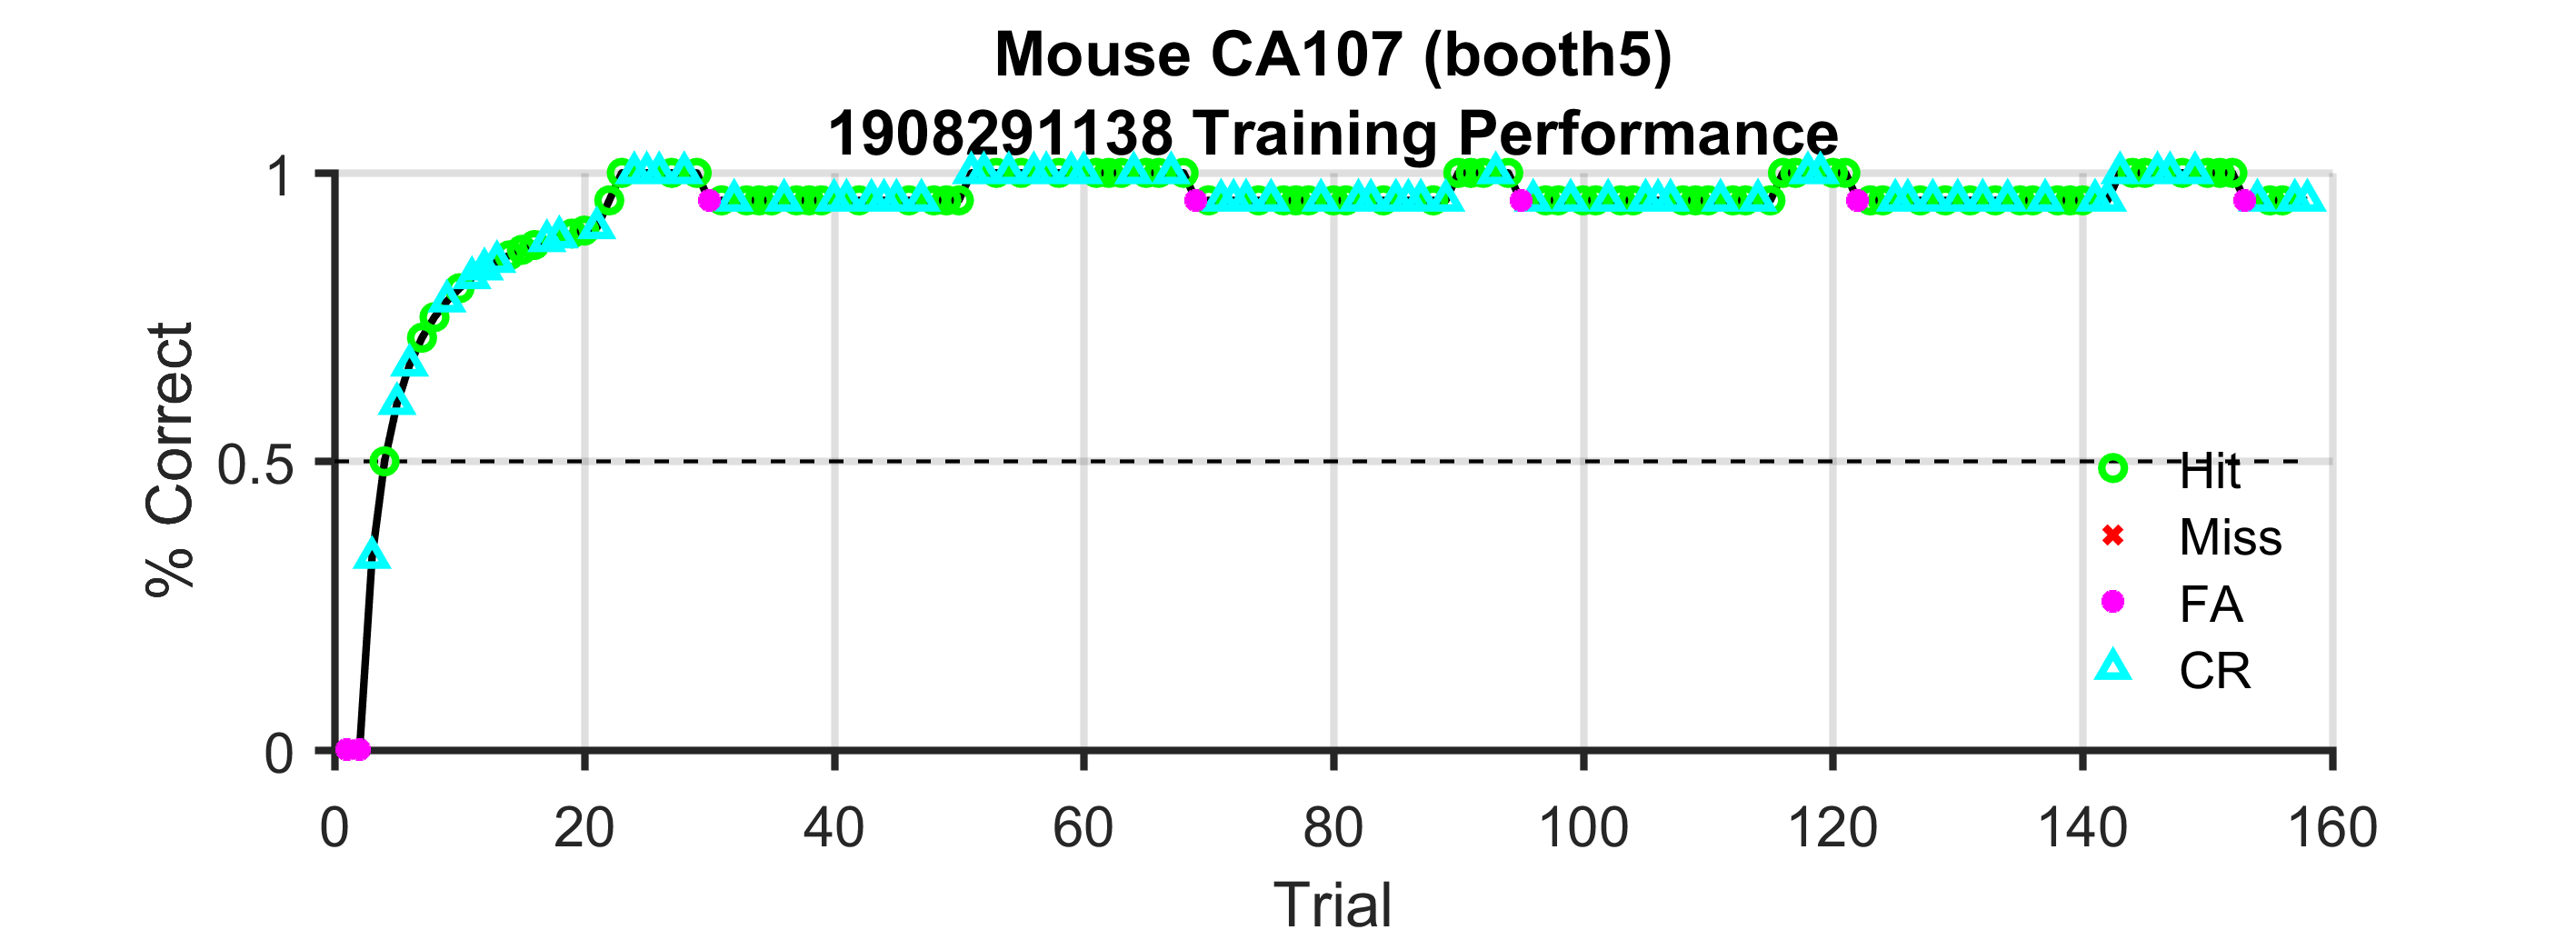 Mouse CA107 (booth5)
1908291138 Training Performance
% Correct
1
0.5
0
0 20 40 60 80 100 120 140 160
Trial
Hit
Miss
FA
CR